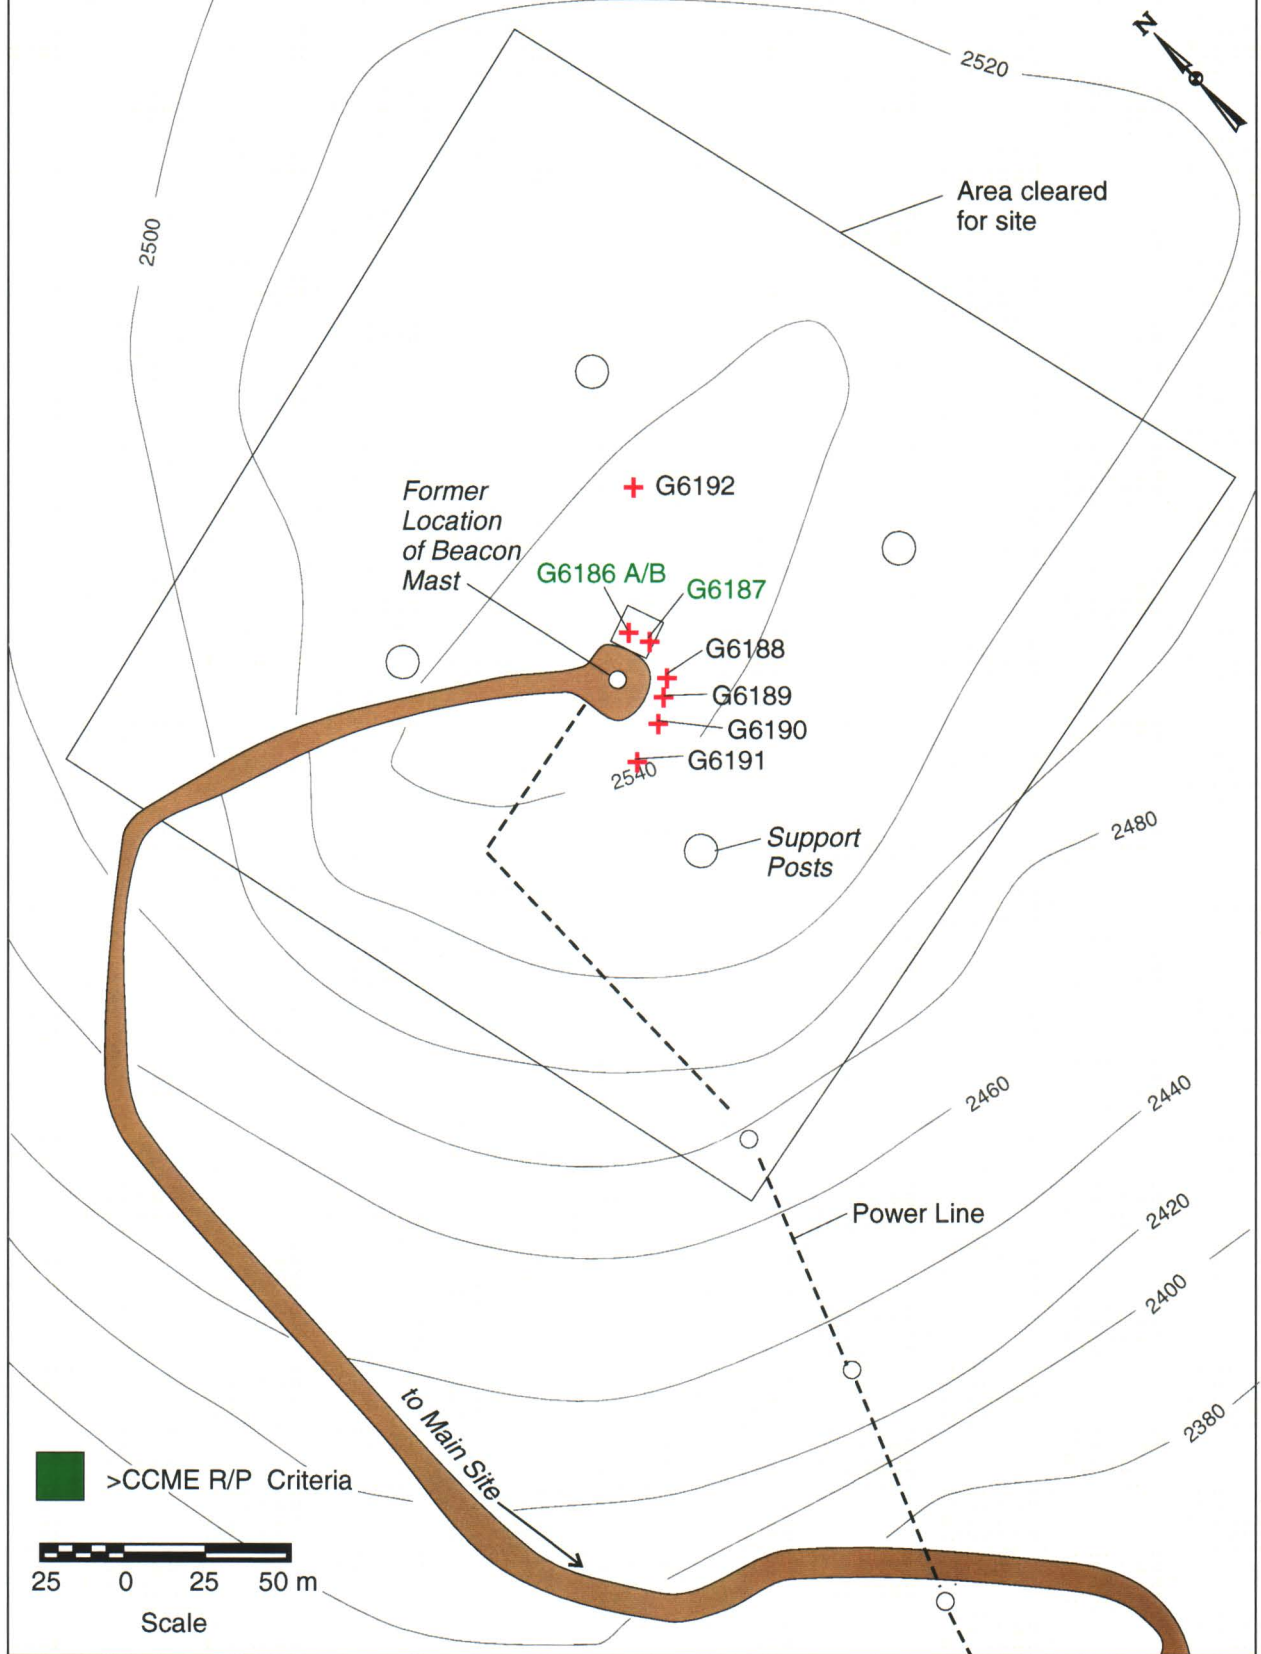 N
2520
Area cleared
for site
2500
G6192
Former
Location
of Beacon
Mast
G6186 A/B
G6187
G6188
G6189
G6190
G6191
2540
2480
Support
Posts
2460
2440
2420
Power Line
2400
2380
to Main Site
>CCME R/P Criteria
25 0 25 50 m
Scale